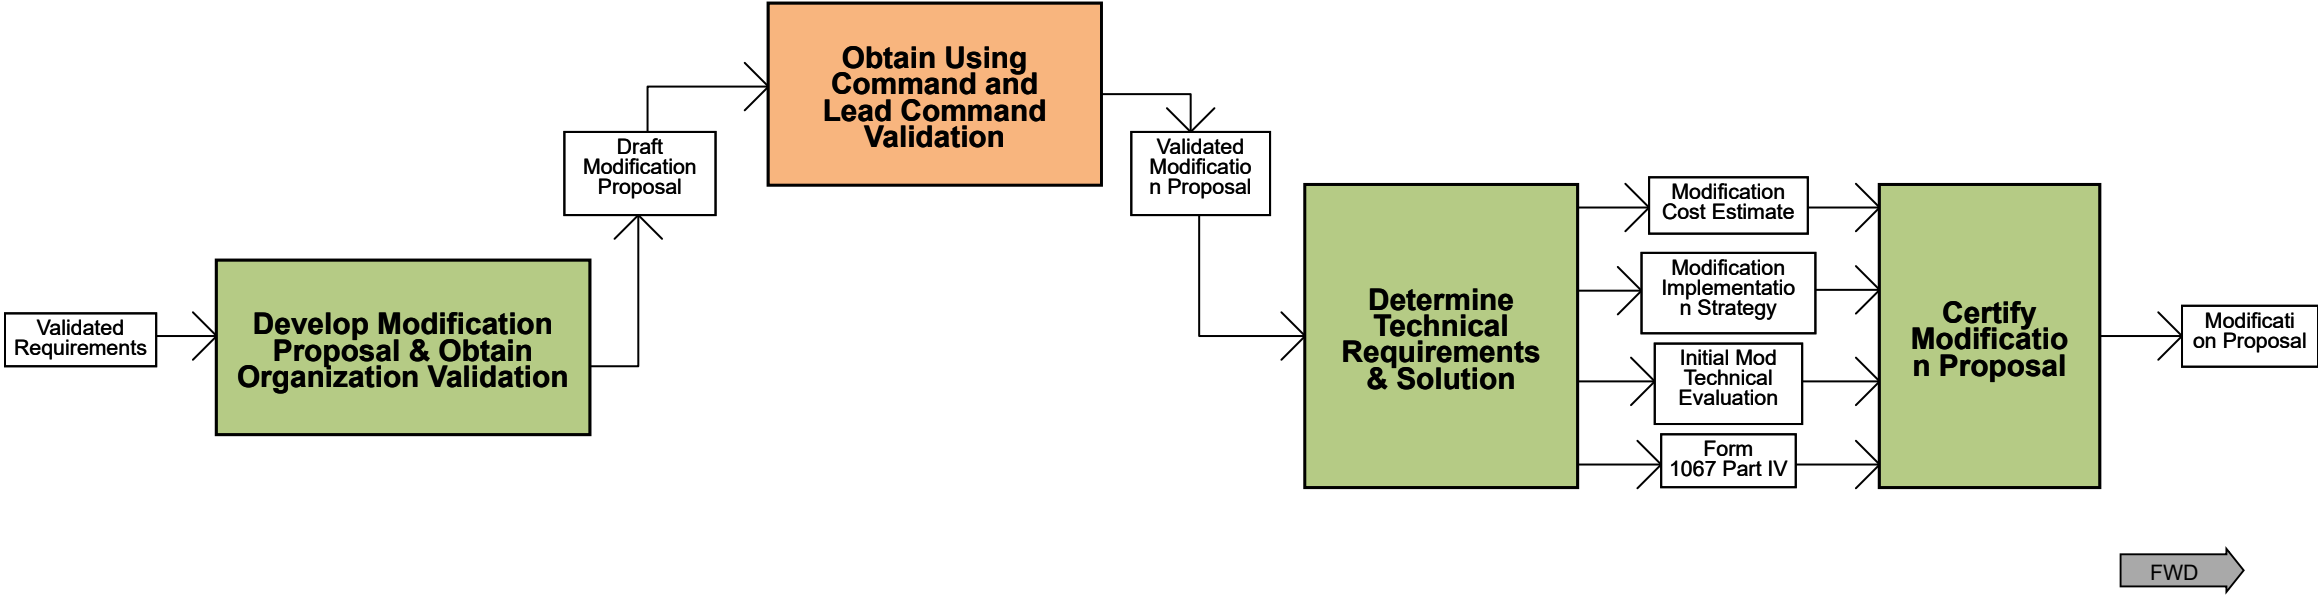 Validated
Requirements
Develop Modification
Proposal & Obtain
Organization Validation
Draft
Modification
Proposal
Obtain Using
Command and
Lead Command
Validation
Validated
Modificatio
n Proposal
Determine
Technical
Requirements
& Solution
Modification
Cost Estimate
Modification
Implementatio
n Strategy
Initial Mod
Technical
Evaluation
Form
1067 Part IV
Certify
Modificatio
n Proposal
Modificati
on Proposal
FWD